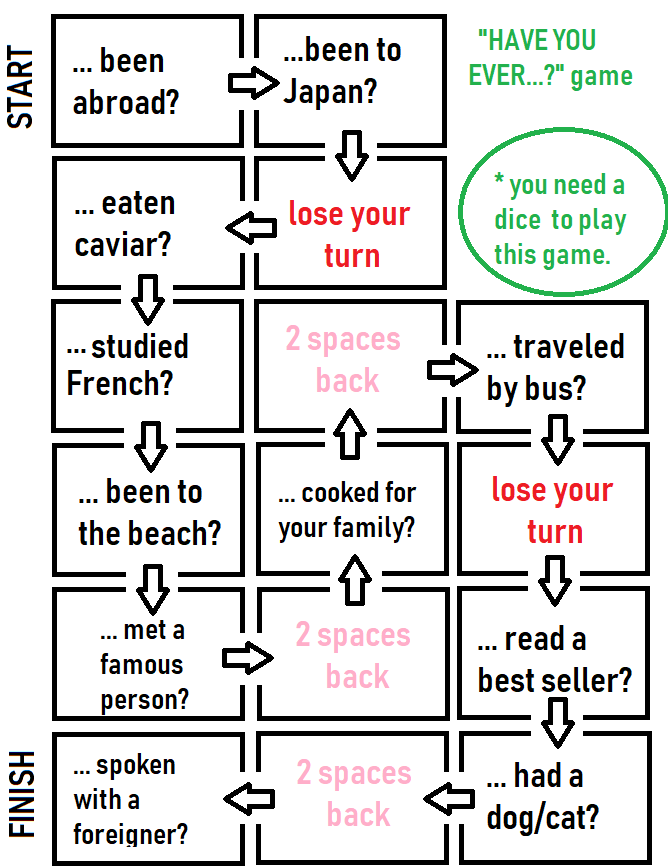 "HAVE YOU
EVER...?" game
* you need a
dice to play
this game.
START
... been
abroad?
...been to
Japan?
lose your
turn
... eaten
caviar?
... studied
French?
... been to
the beach?
... met a
famous
person?
2 spaces
back
... cooked for
your family?
2 spaces
back
... traveled
by bus?
lose your
turn
... read a
best seller?
... had a
dog/cat?
2 spaces
back
... spoken
with a
foreigner?
FINISH